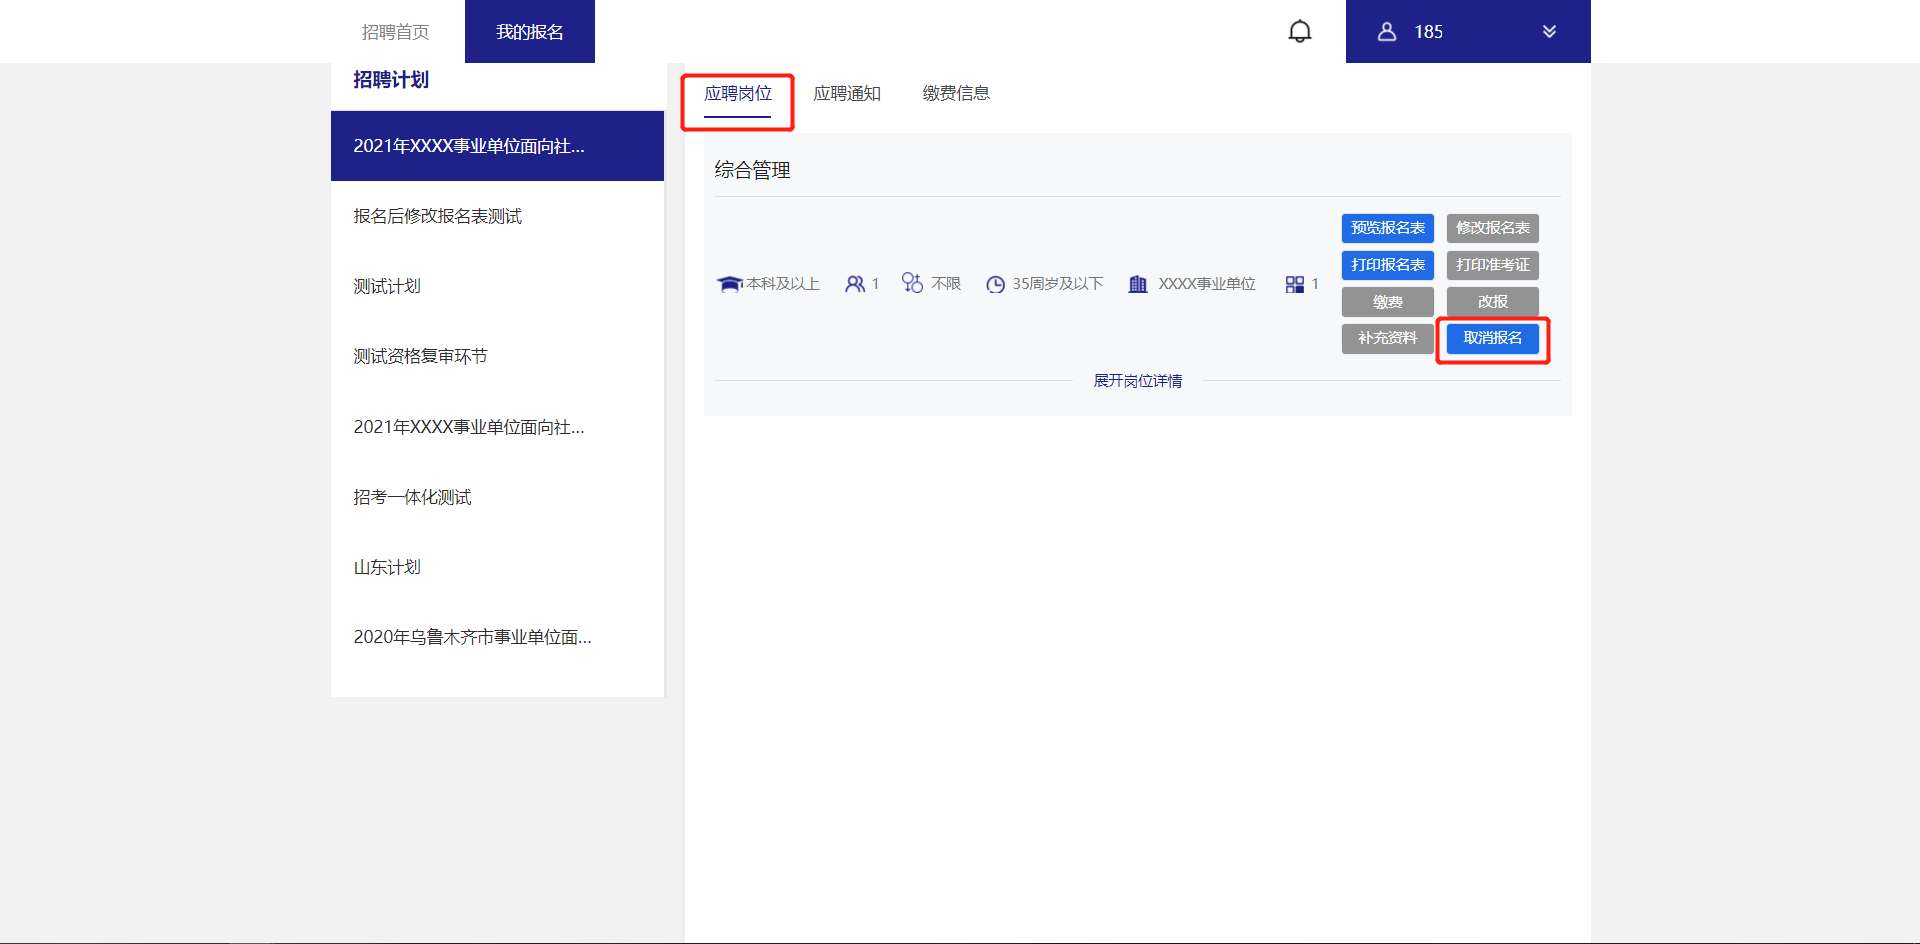 招聘首页
我的报名
185
招聘计划
2021年XXXX事业单位面向社...
报名后修改报名表测试
测试计划
测试资格复审环节
2021年XXXX事业单位面向社...
招考一体化测试
山东计划
2020年乌鲁木齐市事业单位面...
应聘岗位
应聘通知
缴费信息
综合管理
本科及以上
1
不限
35周岁及以下
XXXX事业单位
1
预览报名表
修改报名表
打印报名表
打印准考证
缴费
改报
补充资料
取消报名
展开岗位详情